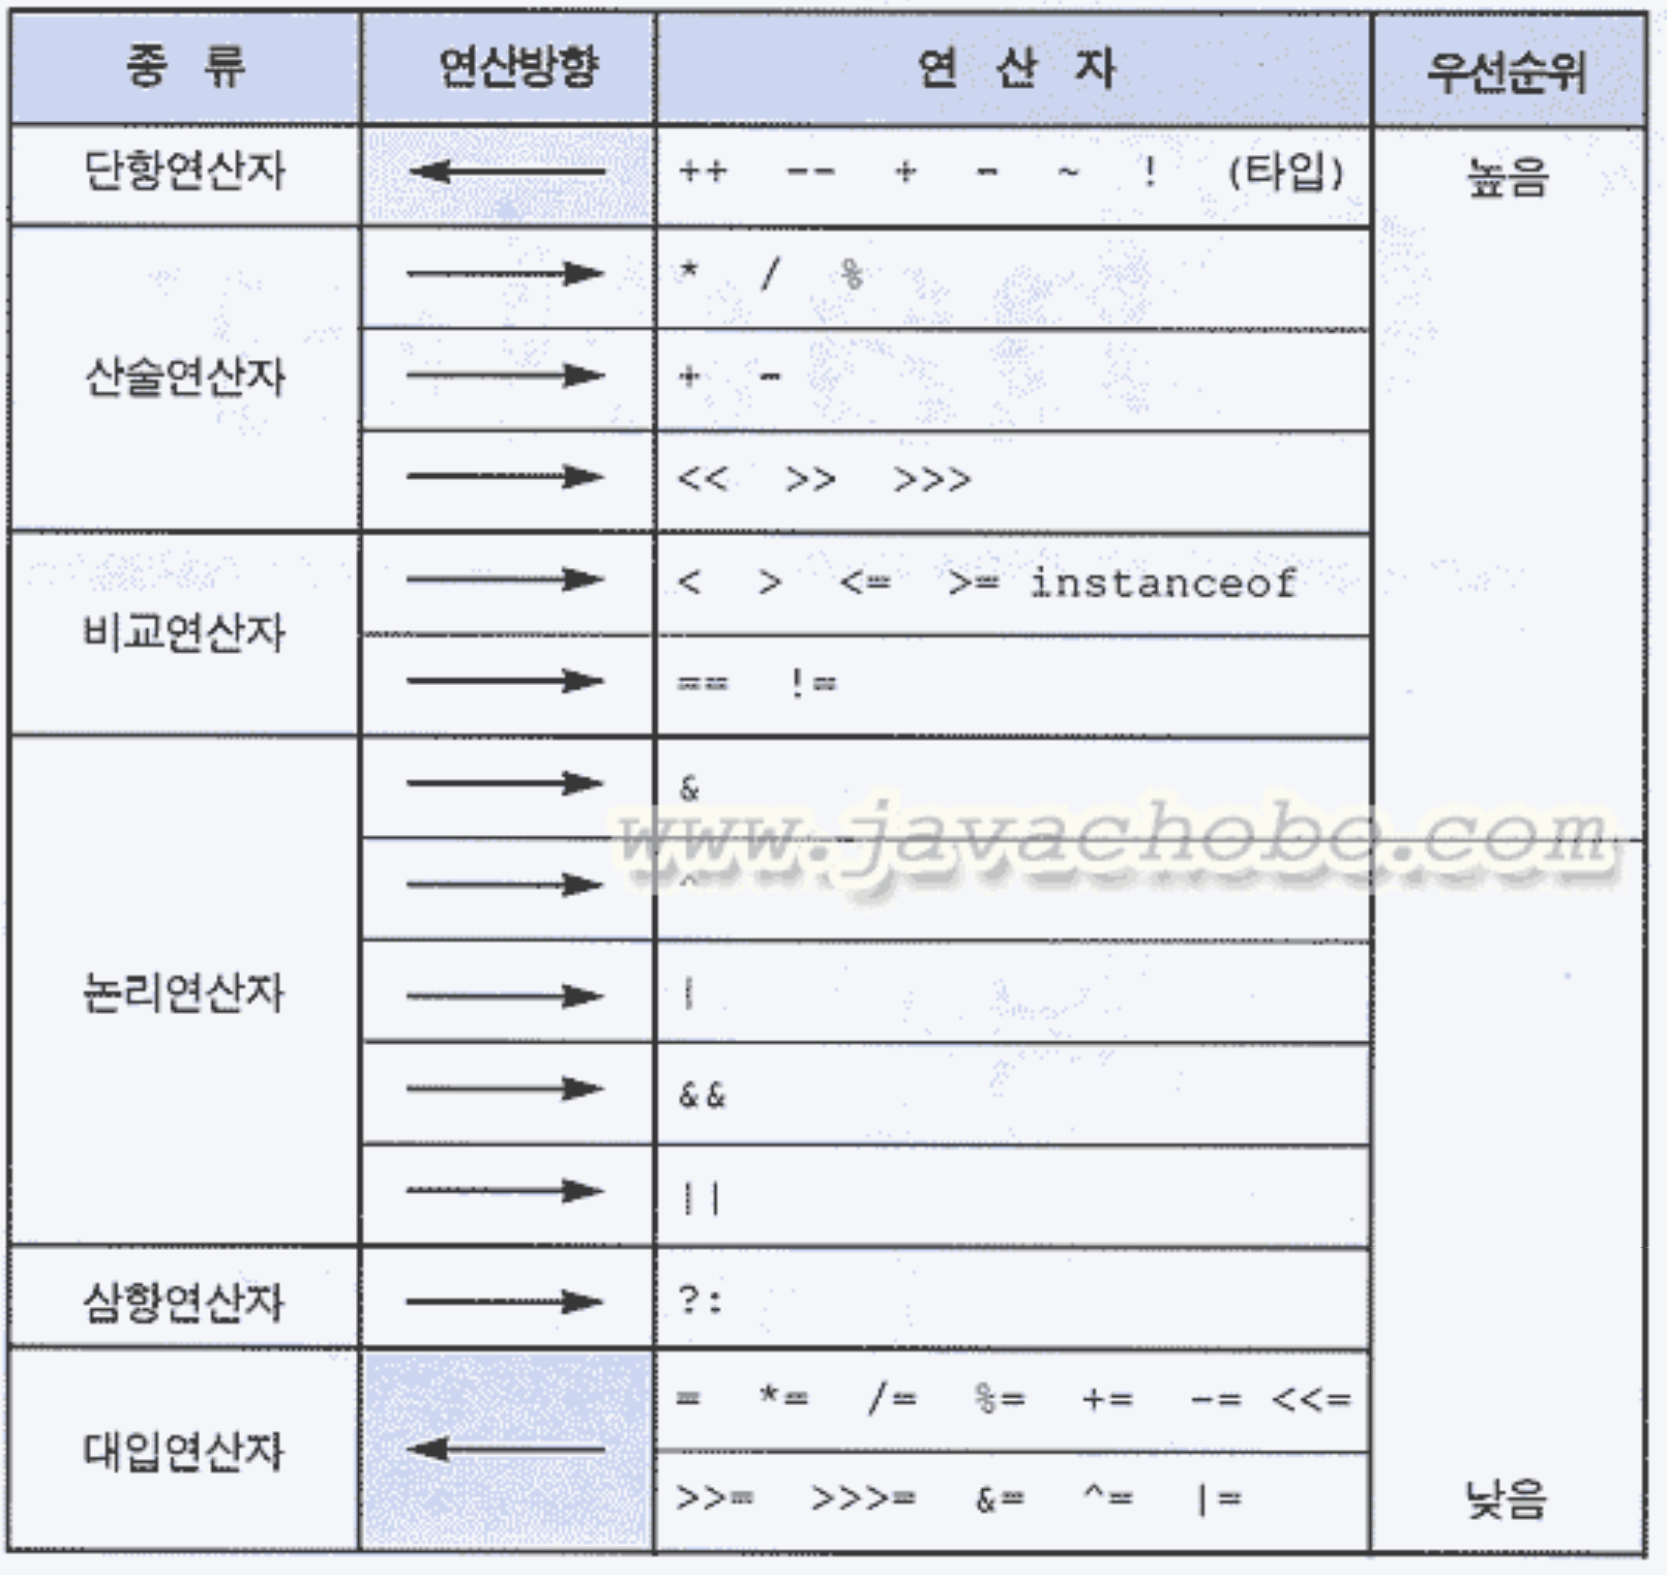 종 류 연산방향 연 산 자 우선순위
단항연산자 ++ -- + - ~ ! (타입) 높음
* / %
산술연산자 + -
<< >> >>>
< > <= >= instanceof
비교연산자
== !=
&
www.javachobo.com
^
논리연산자 |
&&
||
삼항연산자 ?:
= *= /= %= += -= <<=
대입연산자
>>= >>>= &= ^= |= 낮음